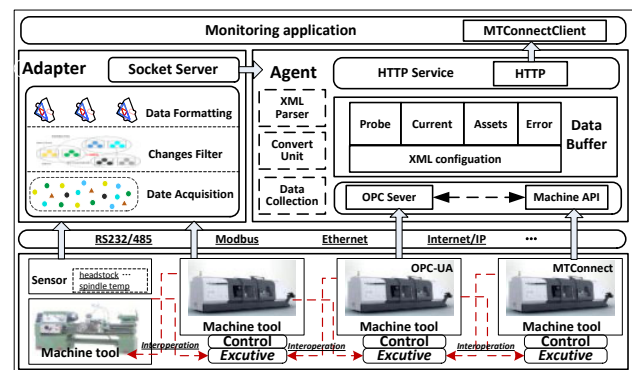 Monitoring application
MTConnectClient
Adapter
Socket Server
Data Formatting
Changes Filter
Date Acquisition
Agent
XML
Parser
Convert
Unit
Data
Collection
HTTP Service
HTTP
Probe
Current
Assets
Error
XML configuation
Data
Buffer
OPC Sever
Machine API
RS232/485
Modbus
Ethernet
Internet/IP
...
Sensor
headstock ...
spindle temp
Machine tool
Interoperation
Machine tool
Control
Excutive
Interoperation
OPC-UA
Machine tool
Control
Excutive
Interoperation
MTConnect
Machine tool
Control
Excutive